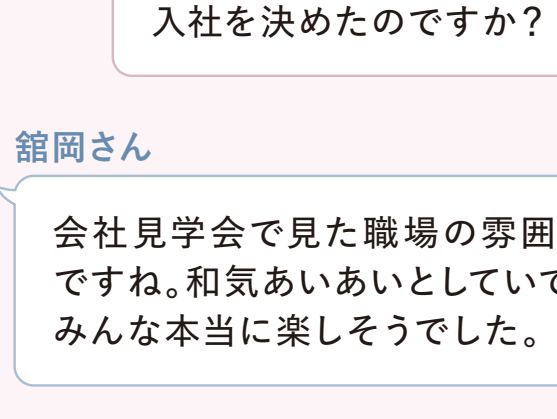 入社を決めたのですか？
舘岡さん
会社見学会で見た職場の雰囲
ですね。和気あいあいとしていて
みんな本当に楽しそうでした。